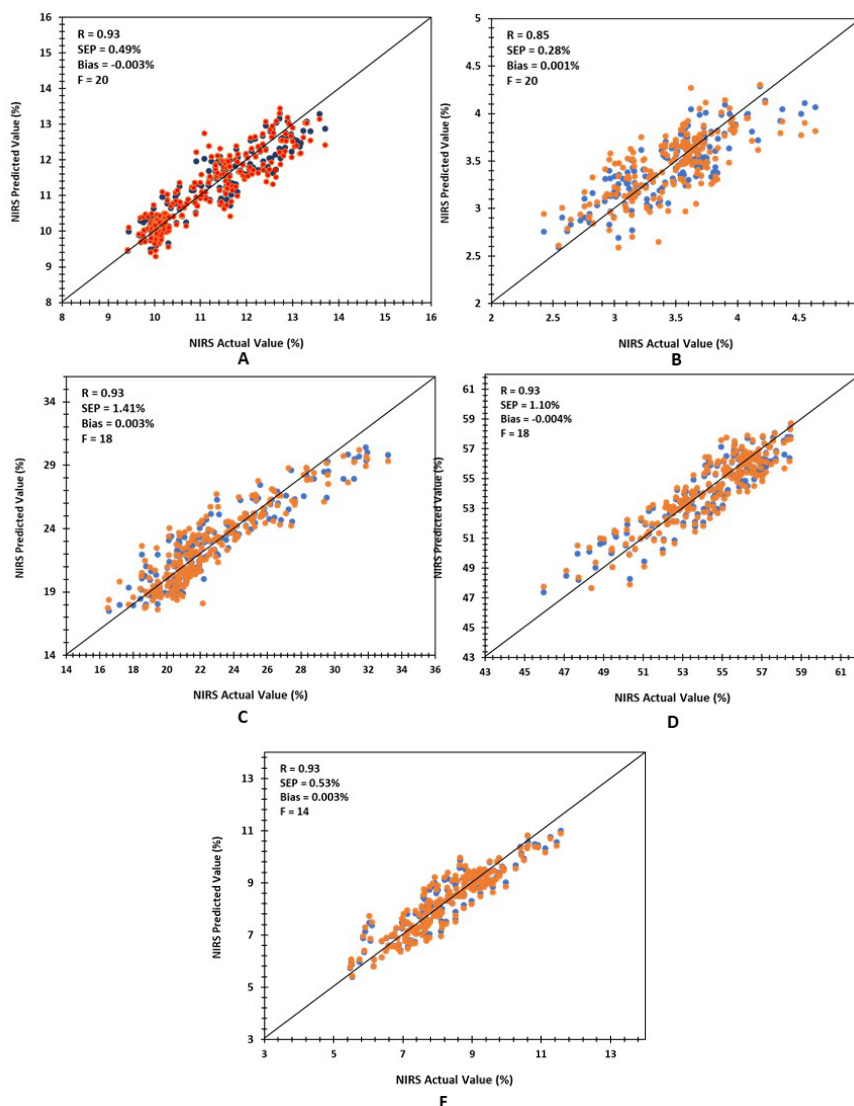 16
15
14
13
12
11
10
9
8
NIRS Predicted Value (%)
R = 0.93
SEP = 0.49%
Bias = -0.003%
F = 20
8 9 10 11 12 13 14 15 16
NIRS Actual Value (%)
A
5
4.5
4
3.5
3
2.5
2
NIRS Predicted Value (%)
R = 0.85
SEP = 0.28%
Bias = 0.001%
F = 20
2 2.5 3 3.5 4 4.5
NIRS Actual Value (%)
B
34
29
24
19
14
NIRS Predicted Value (%)
R = 0.93
SEP = 1.41%
Bias = 0.003%
F = 18
14 16 18 20 22 24 26 28 30 32 34 36
NIRS Actual Value (%)
C
61
59
57
55
53
51
49
47
45
43
NIRS Predicted Value (%)
R = 0.93
SEP = 1.10%
Bias = -0.004%
F = 18
43 45 47 49 51 53 55 57 59 61
NIRS Actual Value (%)
D
13
11
9
7
5
3
NIRS Predicted Value (%)
R = 0.93
SEP = 0.53%
Bias = 0.003%
F = 14
3 5 7 9 11 13
NIRS Actual Value (%)